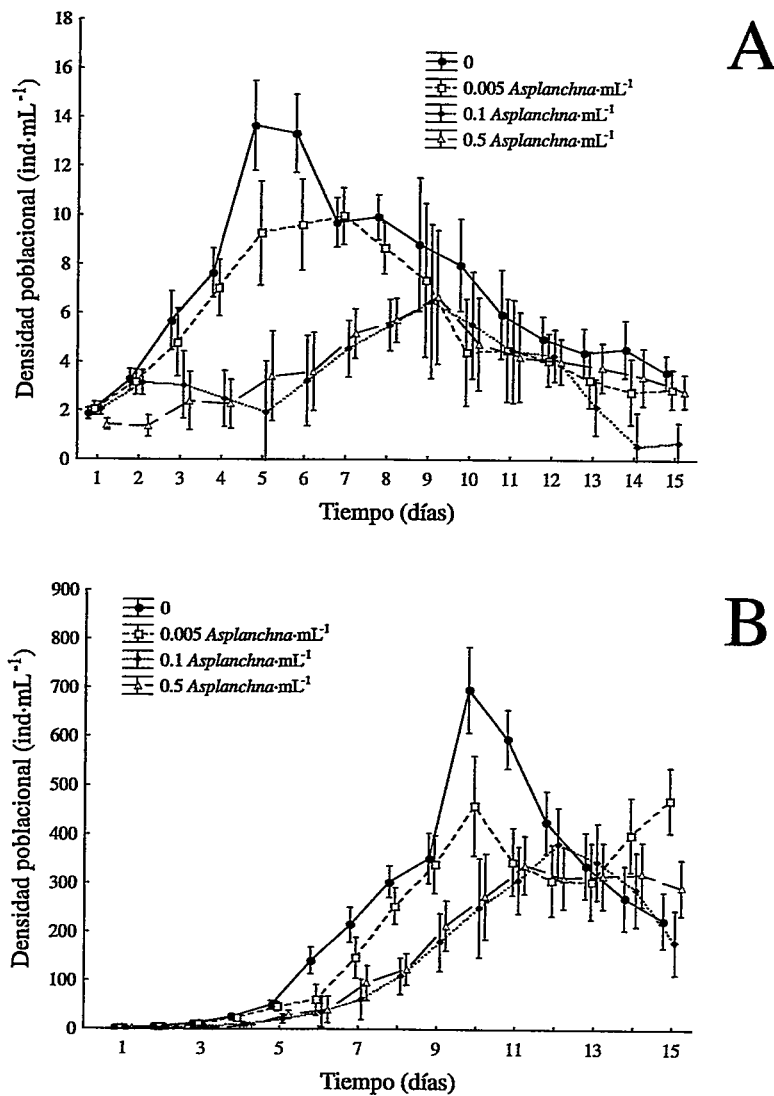 A
18
16
14
12
10
8
6
4
2
0
Densidad poblacional (ind·mL⁻¹)
0
0.005 Asplanchna·mL⁻¹
0.1 Asplanchna·mL⁻¹
0.5 Asplanchna·mL⁻¹
1 2 3 4 5 6 7 8 9 10 11 12 13 14 15
Tiempo (días)
B
900
800
700
600
500
400
300
200
100
0
Densidad poblacional (ind·mL⁻¹)
0
0.005 Asplanchna·mL⁻¹
0.1 Asplanchna·mL⁻¹
0.5 Asplanchna·mL⁻¹
1 3 5 7 9 11 13 15
Tiempo (días)